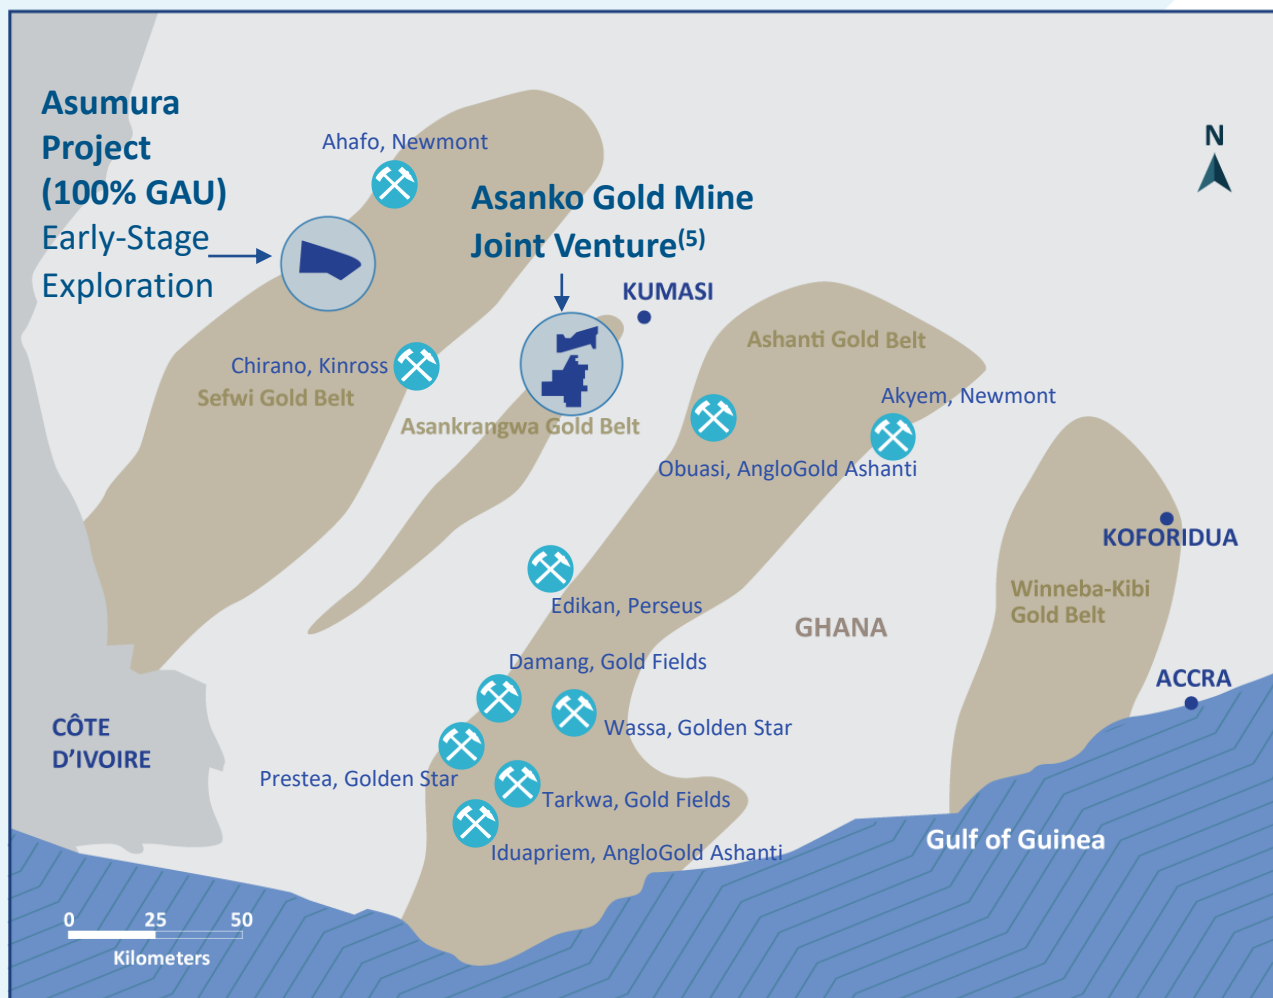 Asumura
Project
(100% GAU)
Early-Stage
Exploration
Ahafo, Newmont
N
Asanko Gold Mine
Joint Venture(5)
KUMASI
Ashanti Gold Belt
Chirano, Kinross
Sefwi Gold Belt
Asankrangwa Gold Belt
Akyem, Newmont
Obuasi, AngloGold Ashanti
KOFORIDUA
Edikan, Perseus
Winneba-Kibi
Gold Belt
GHANA
Damang, Gold Fields
ACCRA
CÔTE
D’IVOIRE
Wassa, Golden Star
Prestea, Golden Star
Tarkwa, Gold Fields
Iduapriem, AngloGold Ashanti
Gulf of Guinea
0 25 50
Kilometers